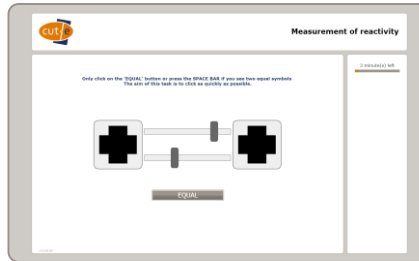 cut e
Measurement of reactivity
3 minute(s) left
Only click on the 'EQUAL' button or press the SPACE BAR if you see two equal symbols
The aim of this task is to click as quickly as possible.
EQUAL